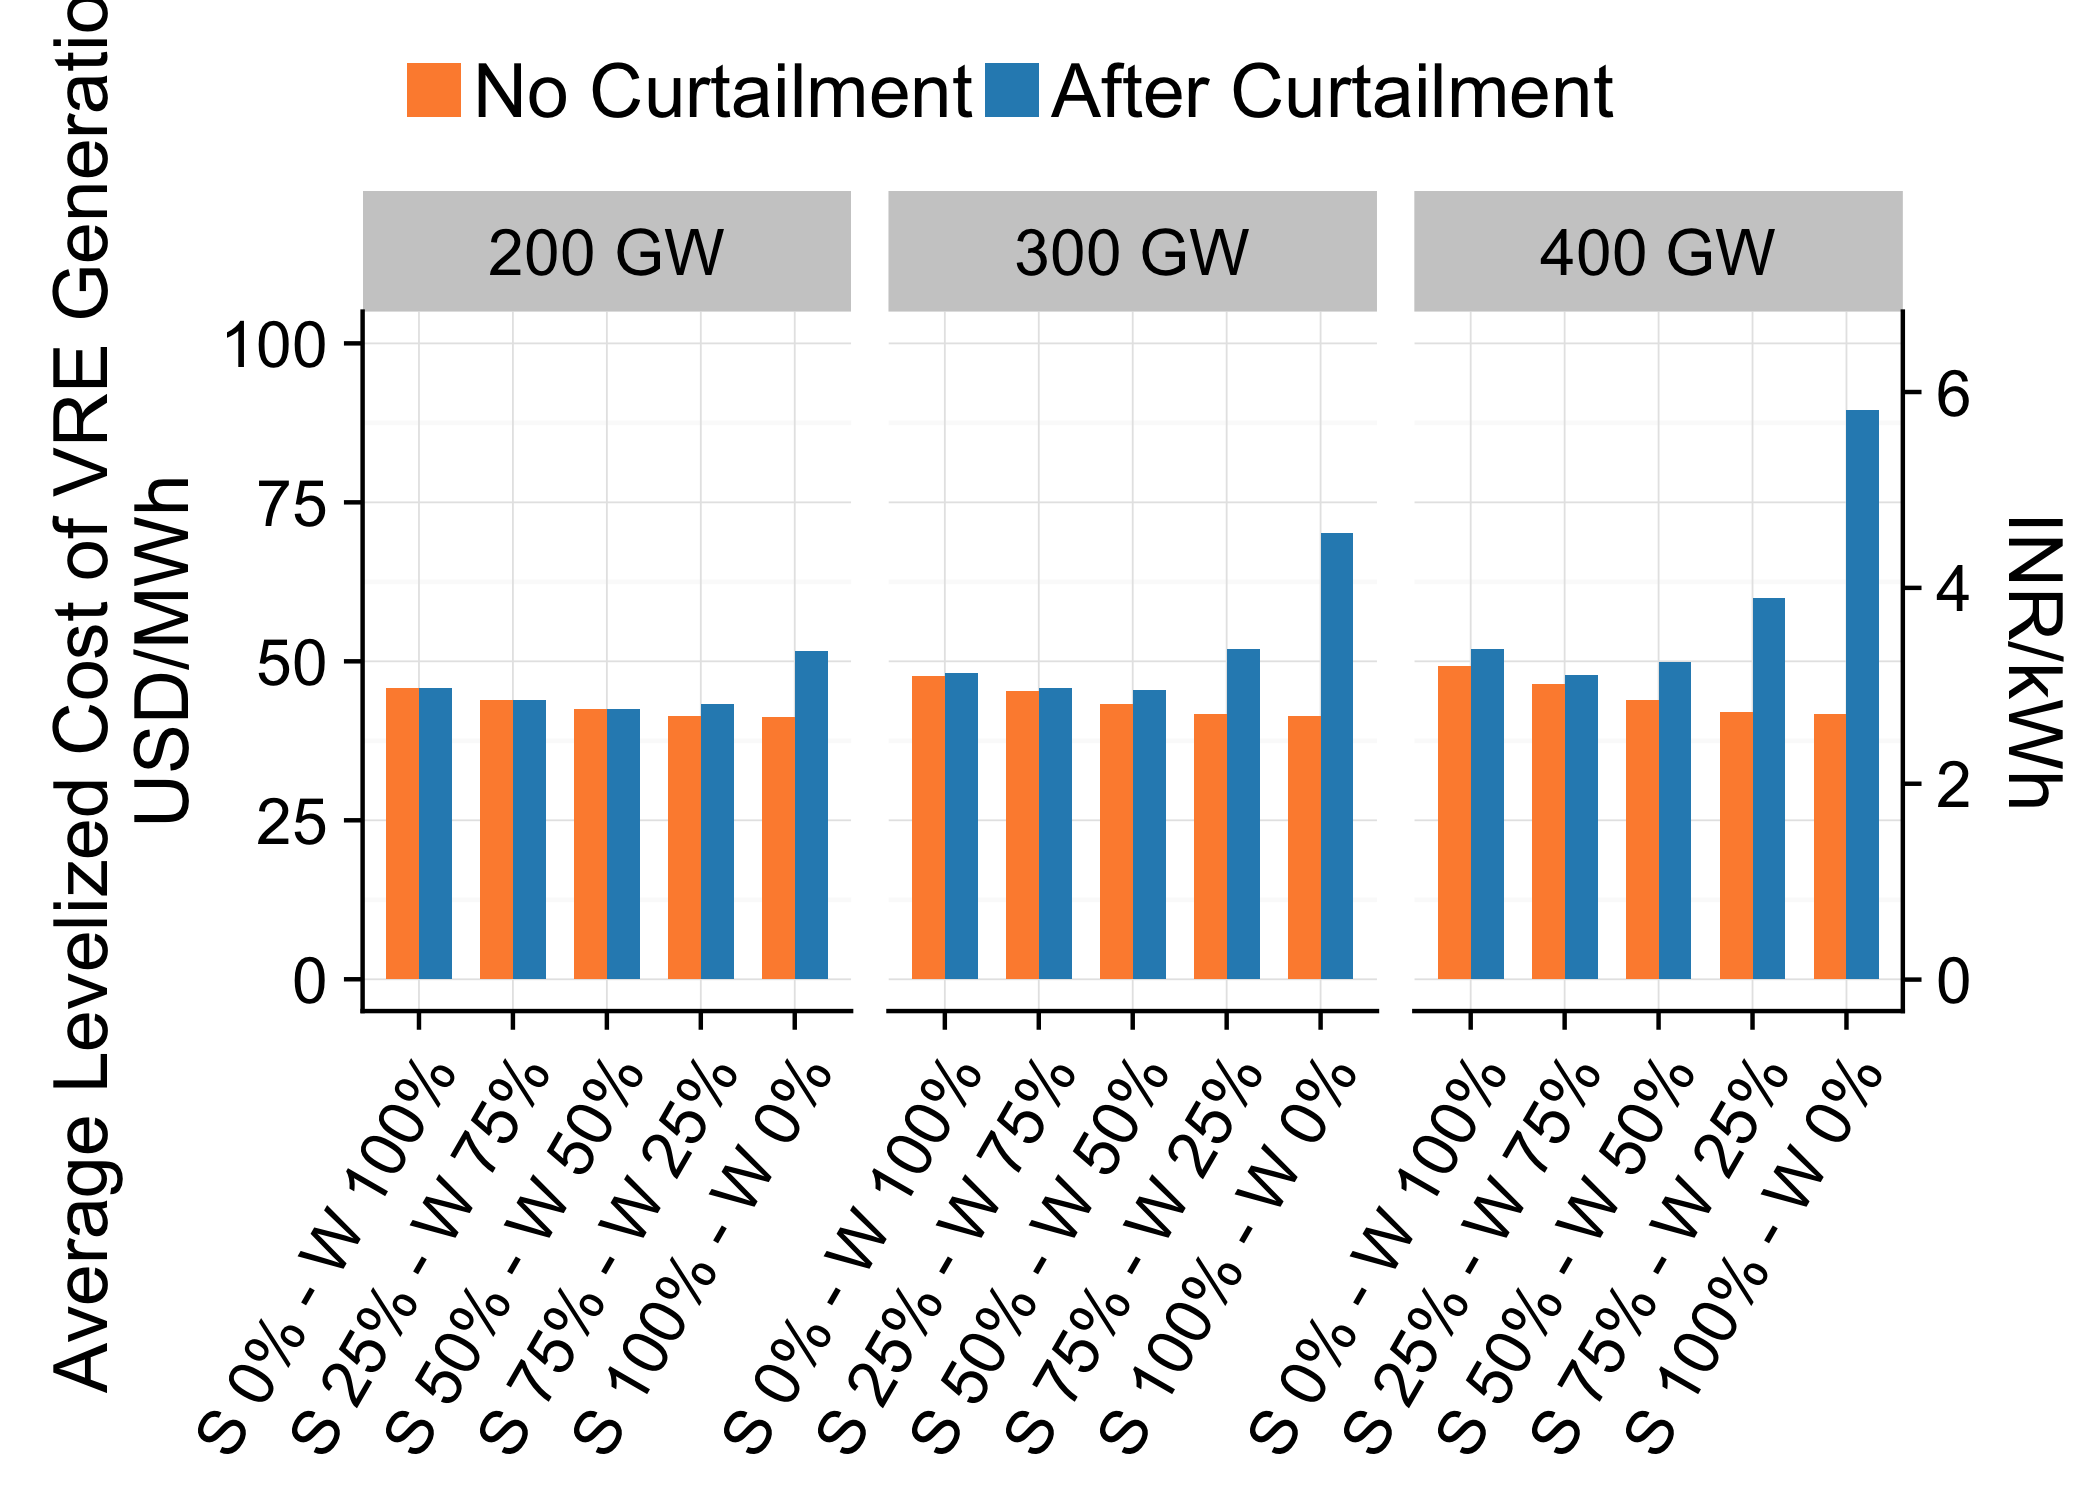 No Curtailment After Curtailment
200 GW 300 GW 400 GW
Average Levelized Cost of VRE Generatio
USD/MWh
100
75
50
25
0
6
4
2
0
INR/kWh
S 0% - W 100%
S 25% - W 75%
S 50% - W 50%
S 75% - W 25%
S 100% - W 0%
S 0% - W 100%
S 25% - W 75%
S 50% - W 50%
S 75% - W 25%
S 100% - W 0%
S 0% - W 100%
S 25% - W 75%
S 50% - W 50%
S 75% - W 25%
S 100% - W 0%